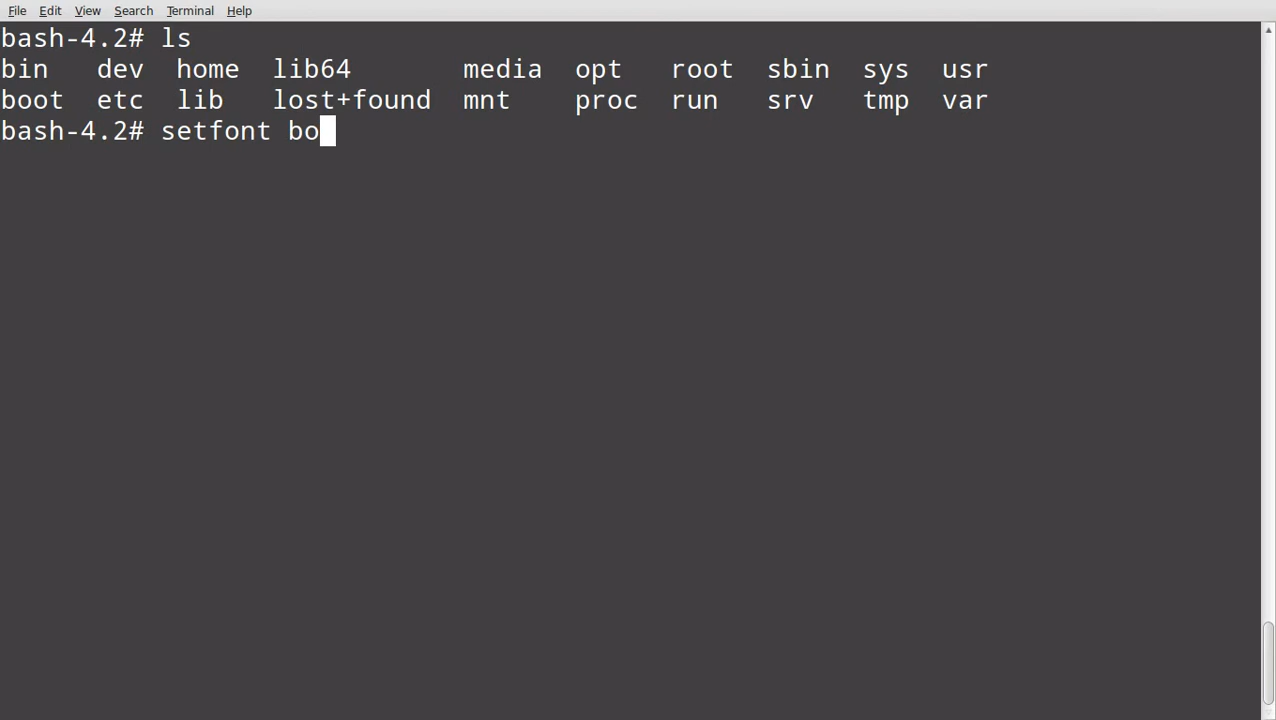 File Edit View Search Terminal Help
bash-4.2# ls
bin   dev  home  lib64       media  opt   root  sbin  sys  usr
boot  etc  lib   lost+found  mnt    proc  run   srv   tmp  var
bash-4.2# setfont bo